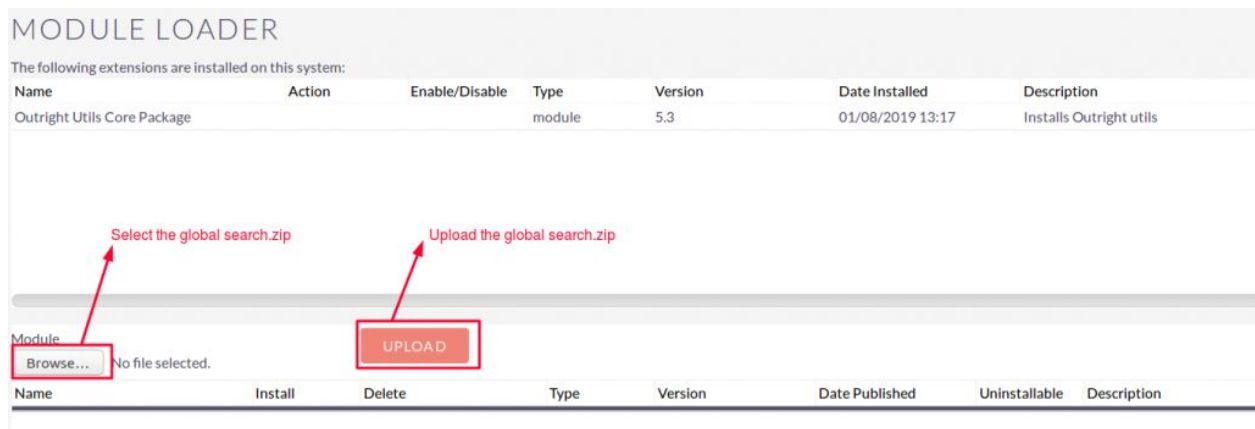 MODULE LOADER
The following extensions are installed on this system:
Name Action Enable/Disable Type Version Date Installed Description
Outright Utils Core Package module 5.3 01/08/2019 13:17 Installs Outright utils
Select the global search.zip Upload the global search.zip
Module
UPLOAD
Browse... No file selected.
Name Install Delete Type Version Date Published Uninstallable Description